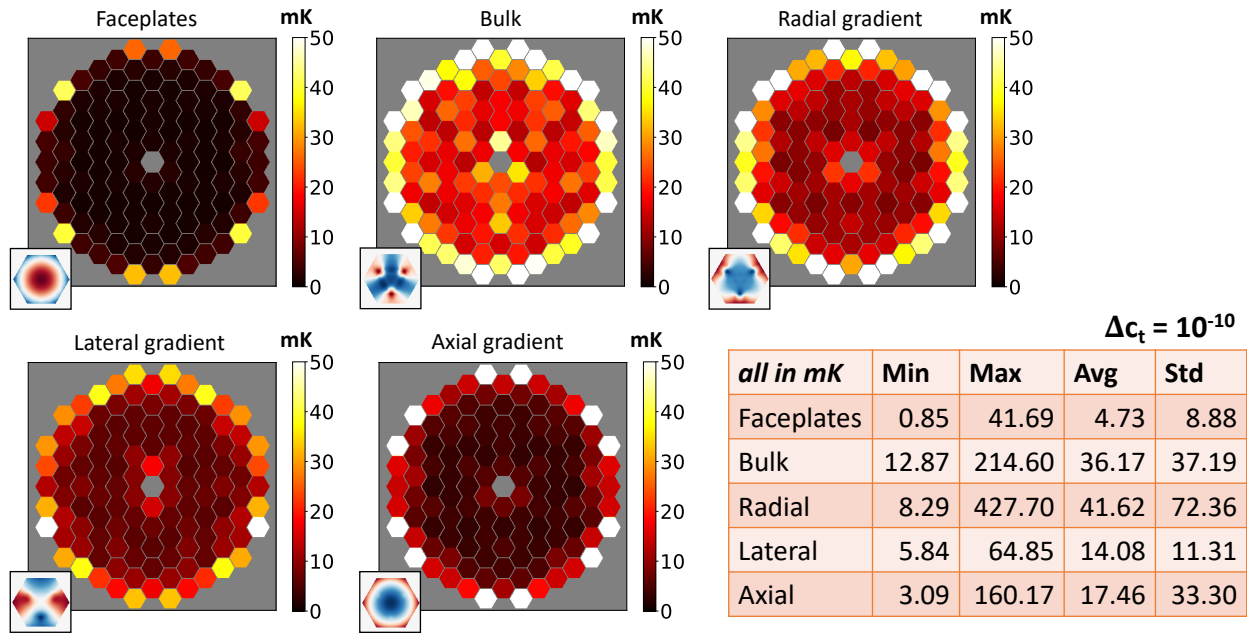 Faceplates
mK
50
40
30
20
10
0
Bulk
mK
50
40
30
20
10
0
Radial gradient
mK
50
40
30
20
10
0
Lateral gradient
mK
50
40
30
20
10
0
Axial gradient
mK
50
40
30
20
10
0
Δcₜ = 10⁻¹⁰
all in mK Min Max Avg Std
Faceplates 0.85 41.69 4.73 8.88
Bulk 12.87 214.60 36.17 37.19
Radial 8.29 427.70 41.62 72.36
Lateral 5.84 64.85 14.08 11.31
Axial 3.09 160.17 17.46 33.30